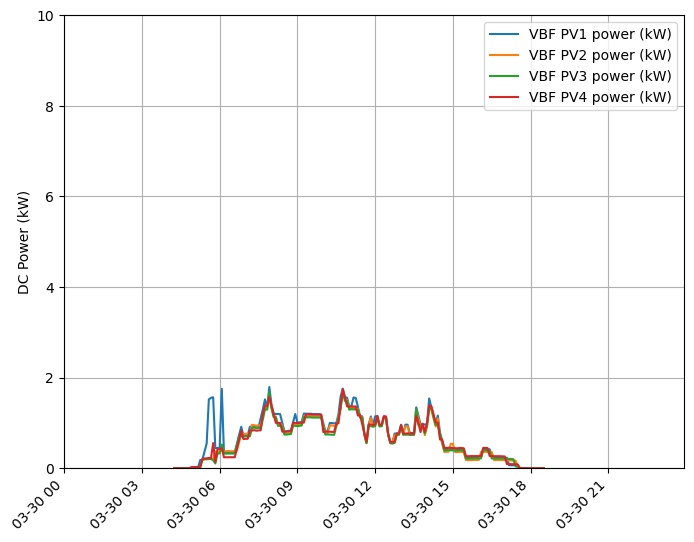 10
8
6
4
2
0
DC Power (kW)
VBF PV1 power (kW)
VBF PV2 power (kW)
VBF PV3 power (kW)
VBF PV4 power (kW)
03-30 00
03-30 03
03-30 06
03-30 09
03-30 12
03-30 15
03-30 18
03-30 21